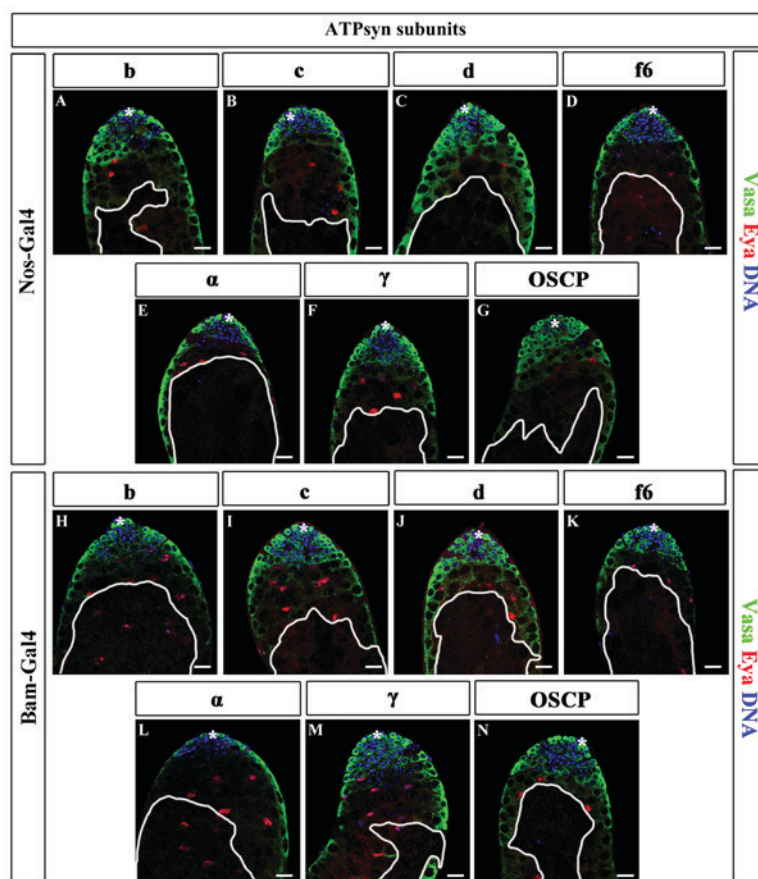 ATPsyn subunits
Nos-Gal4
b c d f6
A B C D
α γ OSCP
E F G
Vasa Eya DNA
Bam-Gal4
b c d f6
H I J K
α γ OSCP
L M N
Vasa Eya DNA